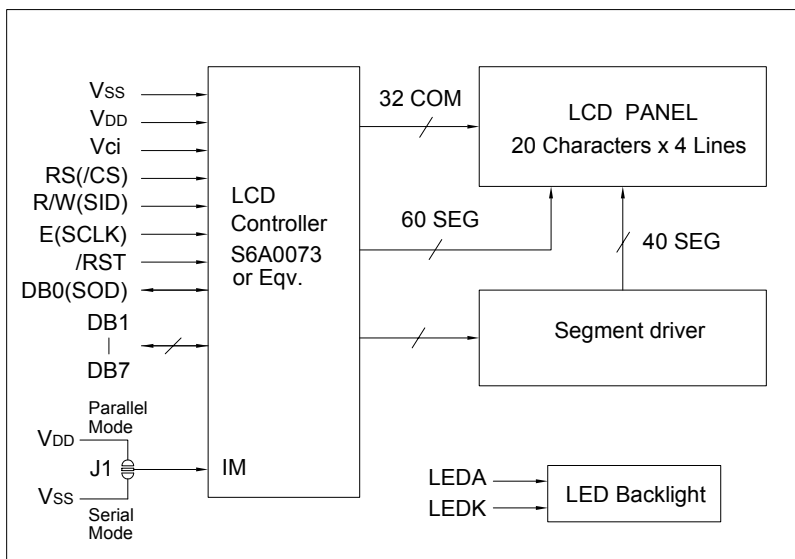 VSS
VDD
Vci
RS(/CS)
R/W(SID)
E(SCLK)
/RST
DB0(SOD)
DB1
DB7
Parallel
Mode
VDD
J1
VSS
Serial
Mode
LCD
Controller
S6A0073
or Eqv.
IM
32 COM
60 SEG
LCD PANEL
20 Characters x 4 Lines
40 SEG
Segment driver
LEDA
LEDK
LED Backlight